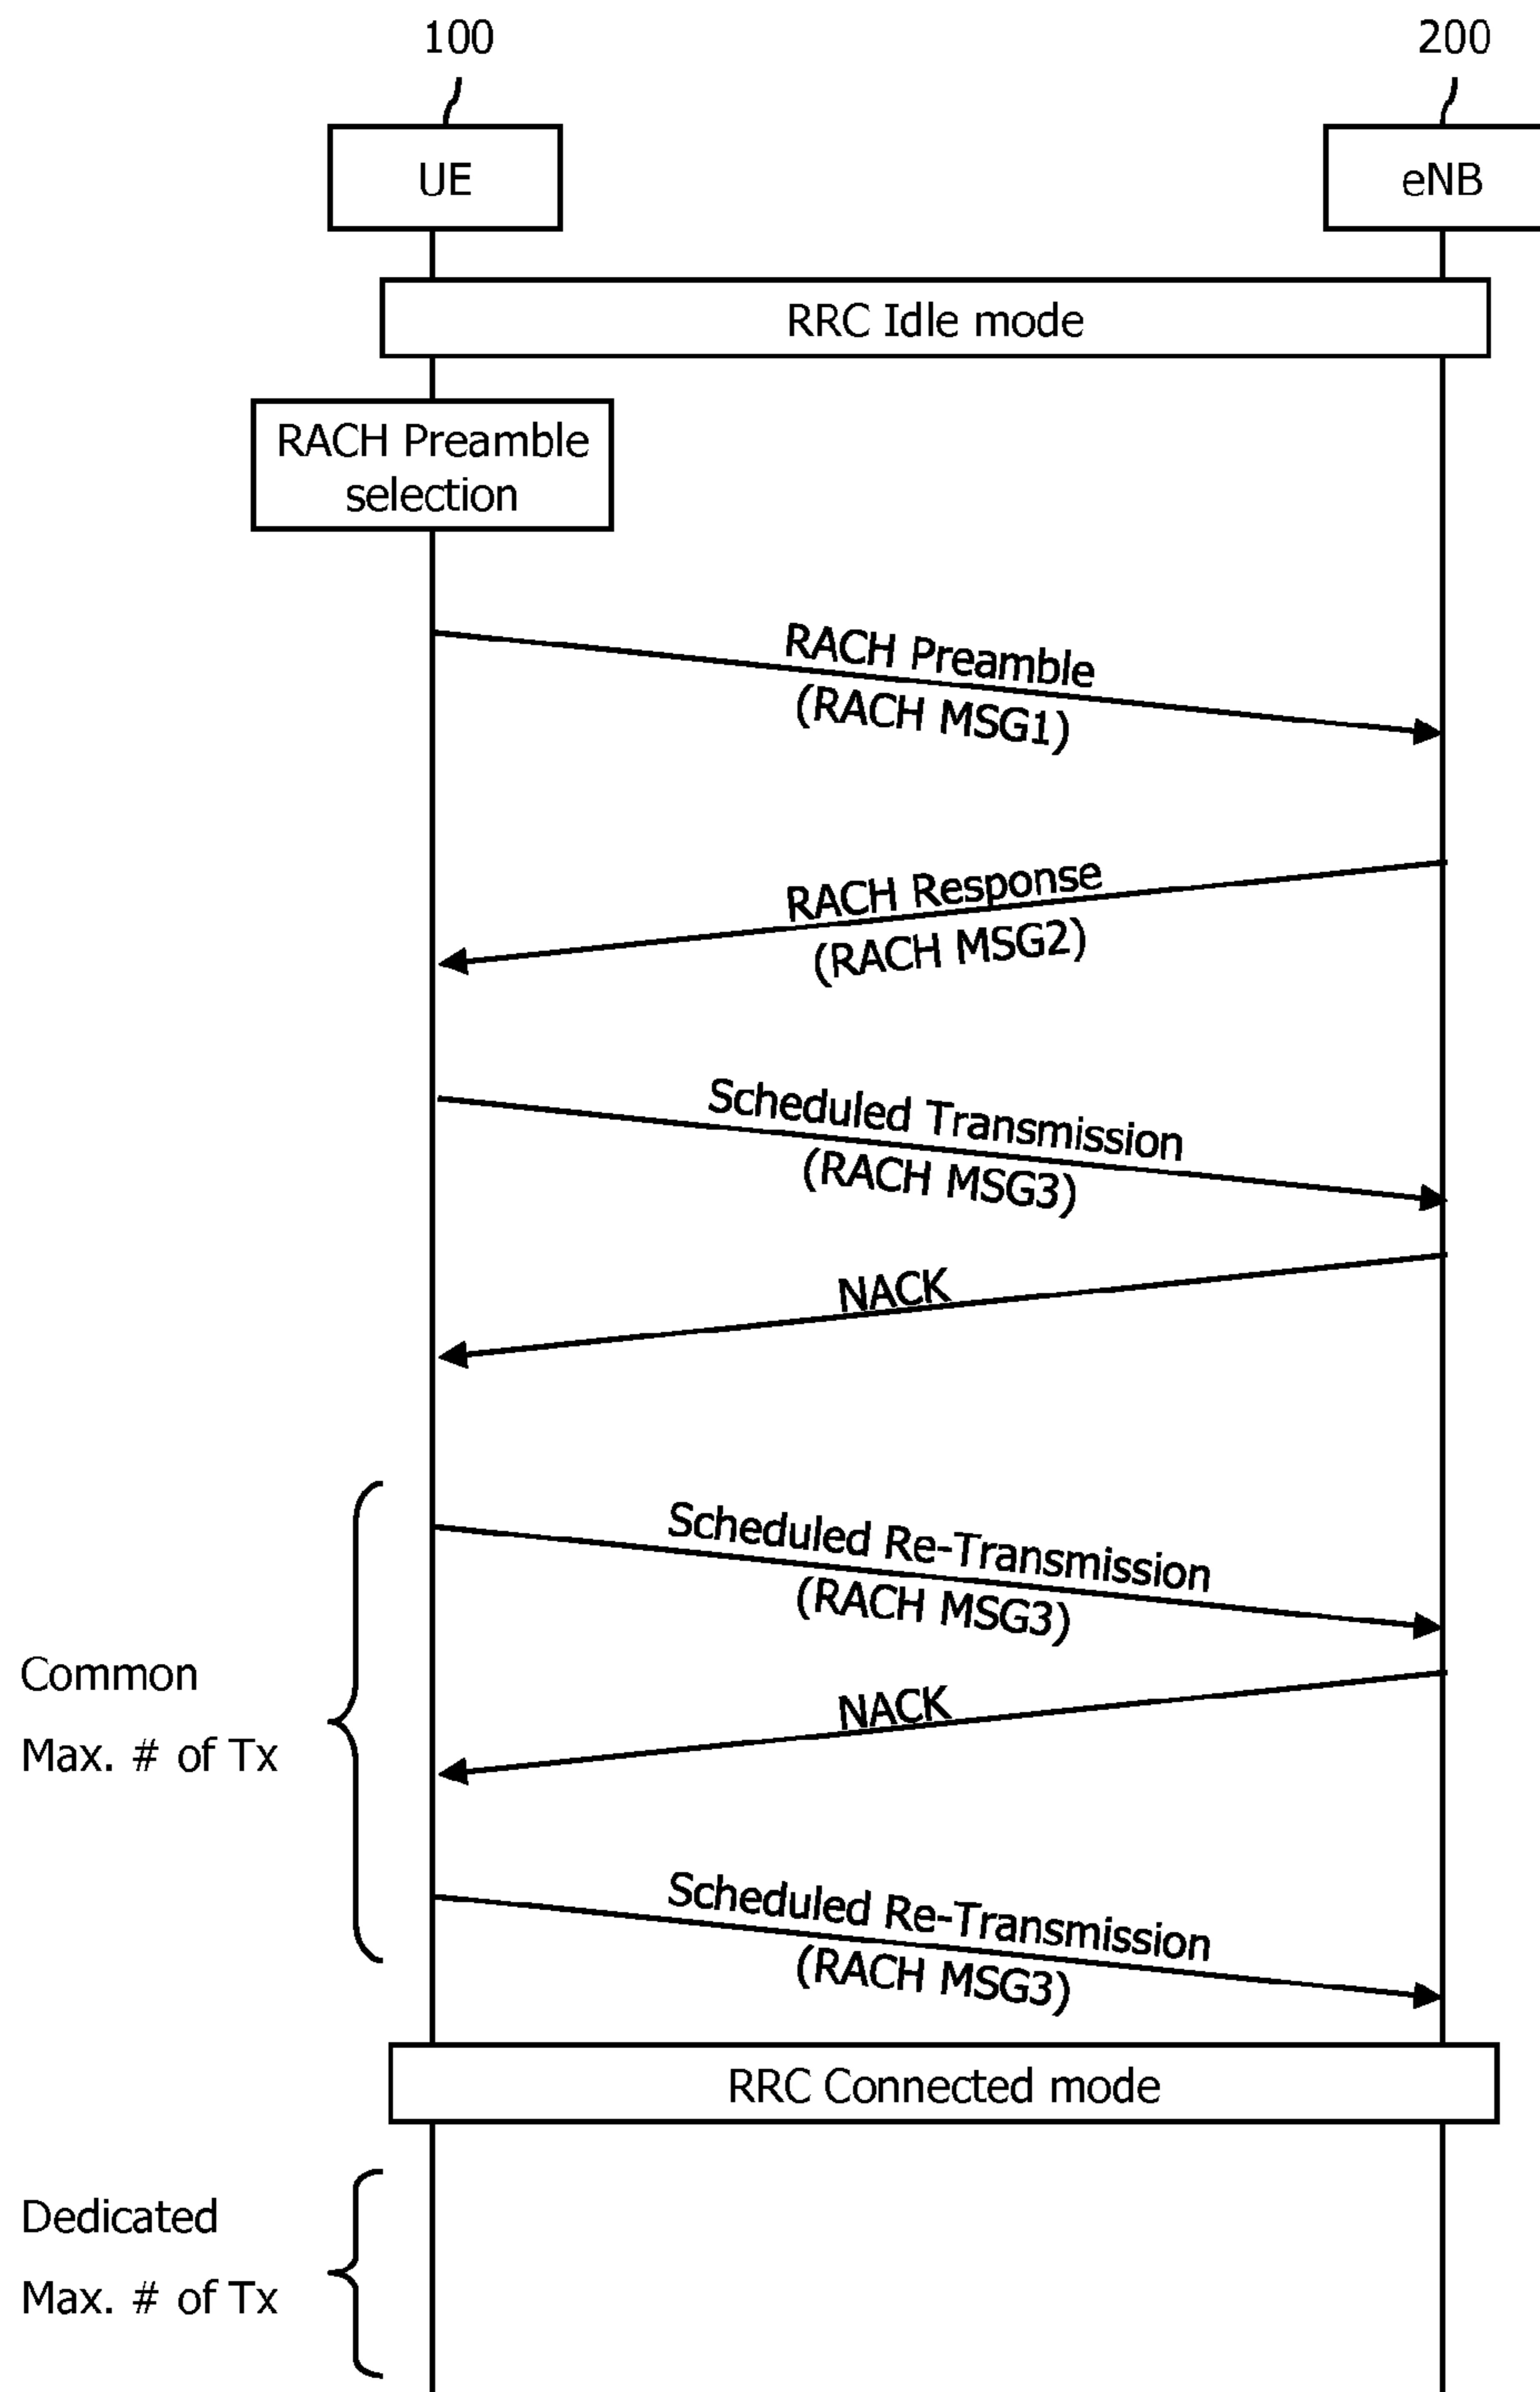 100
200
UE
eNB
RRC Idle mode
RACH Preamble
selection
RACH Preamble
(RACH MSG1)
RACH Response
(RACH MSG2)
Scheduled Transmission
(RACH MSG3)
NACK
Scheduled Re-Transmission
(RACH MSG3)
Common
Max. # of Tx
NACK
Scheduled Re-Transmission
(RACH MSG3)
RRC Connected mode
Dedicated
Max. # of Tx